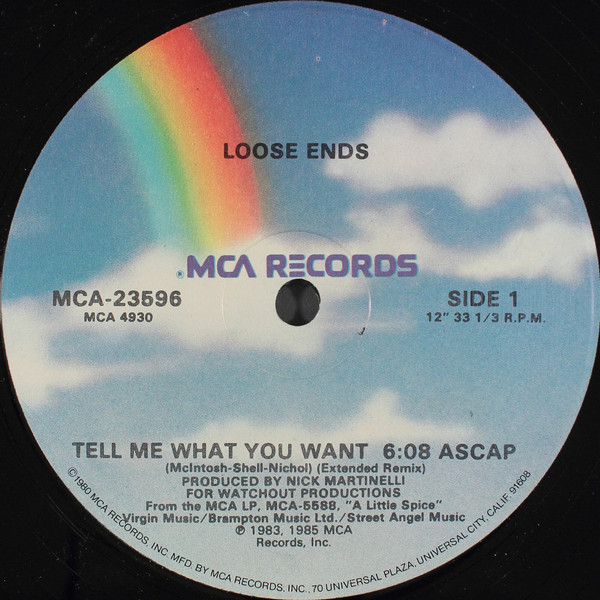 LOOSE ENDS
®MCA RECORDS
MCA-23596
MCA 4930
SIDE 1
12" 33 1/3 R.P.M.
TELL ME WHAT YOU WANT 6:08 ASCAP
(McIntosh-Shell-Nichol) (Extended Remix)
PRODUCED BY NICK MARTINELLI
FOR WATCHOUT PRODUCTIONS
From the MCA LP, MCA-5588, "A Little Spice"
Virgin Music/Brampton Music Ltd./Street Angel Music
℗ 1983, 1985 MCA
Records, Inc.
©1980 MCA RECORDS, INC. MFD. BY MCA RECORDS, INC., 70 UNIVERSAL PLAZA, UNIVERSAL CITY, CALIF. 91608